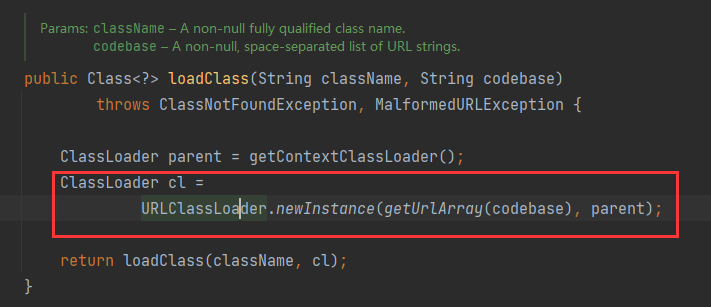 Params: className – A non-null fully qualified class name.
codebase – A non-null, space-separated list of URL strings.
public Class<?> loadClass(String className, String codebase)
throws ClassNotFoundException, MalformedURLException {
ClassLoader parent = getContextClassLoader();
ClassLoader cl =
URLClassLoader.newInstance(getUrlArray(codebase), parent);
return loadClass(className, cl);
}